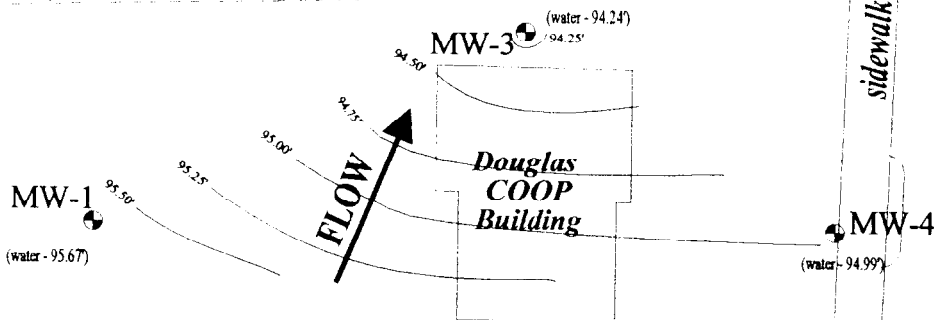 (water - 94.24')
MW-3
94.25'
94.50'
sidewalk
94.75'
95.00'
Douglas
COOP
Building
95.25'
FLOW
MW-1
95.50'
MW-4
(water - 95.67')
(water - 94.99')